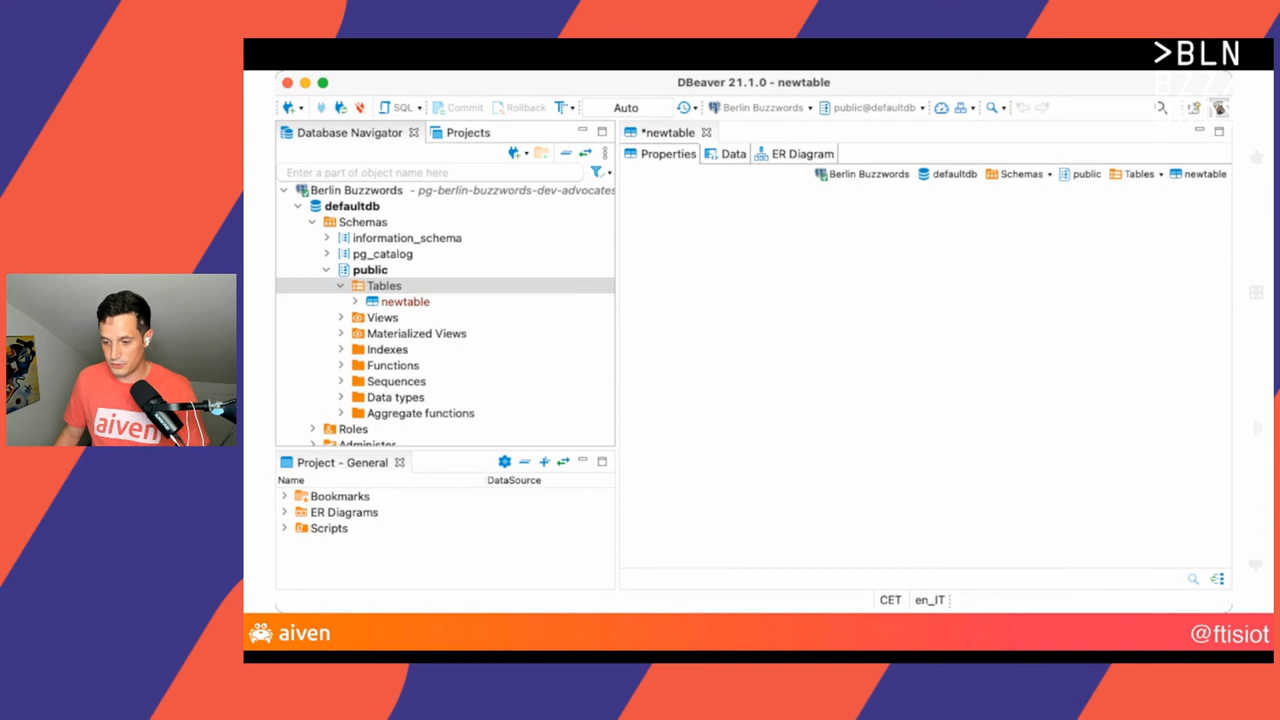 >BLN
DBeaver 21.1.0 - newtable
SQL Commit Rollback Auto Berlin Buzzwords public@defaultdb
Database Navigator Projects
Enter a part of object name here
Berlin Buzzwords - pg-berlin-buzzwords-dev-advocates
defaultdb
Schemas
information_schema
pg_catalog
public
Tables
newtable
Views
Materialized Views
Indexes
Functions
Sequences
Data types
Aggregate functions
Roles
Administer
Project - General
Name DataSource
Bookmarks
ER Diagrams
Scripts
*newtable
Properties Data ER Diagram
Berlin Buzzwords defaultdb Schemas public Tables newtable
CET en_IT
aiven
aiven @ftisiot